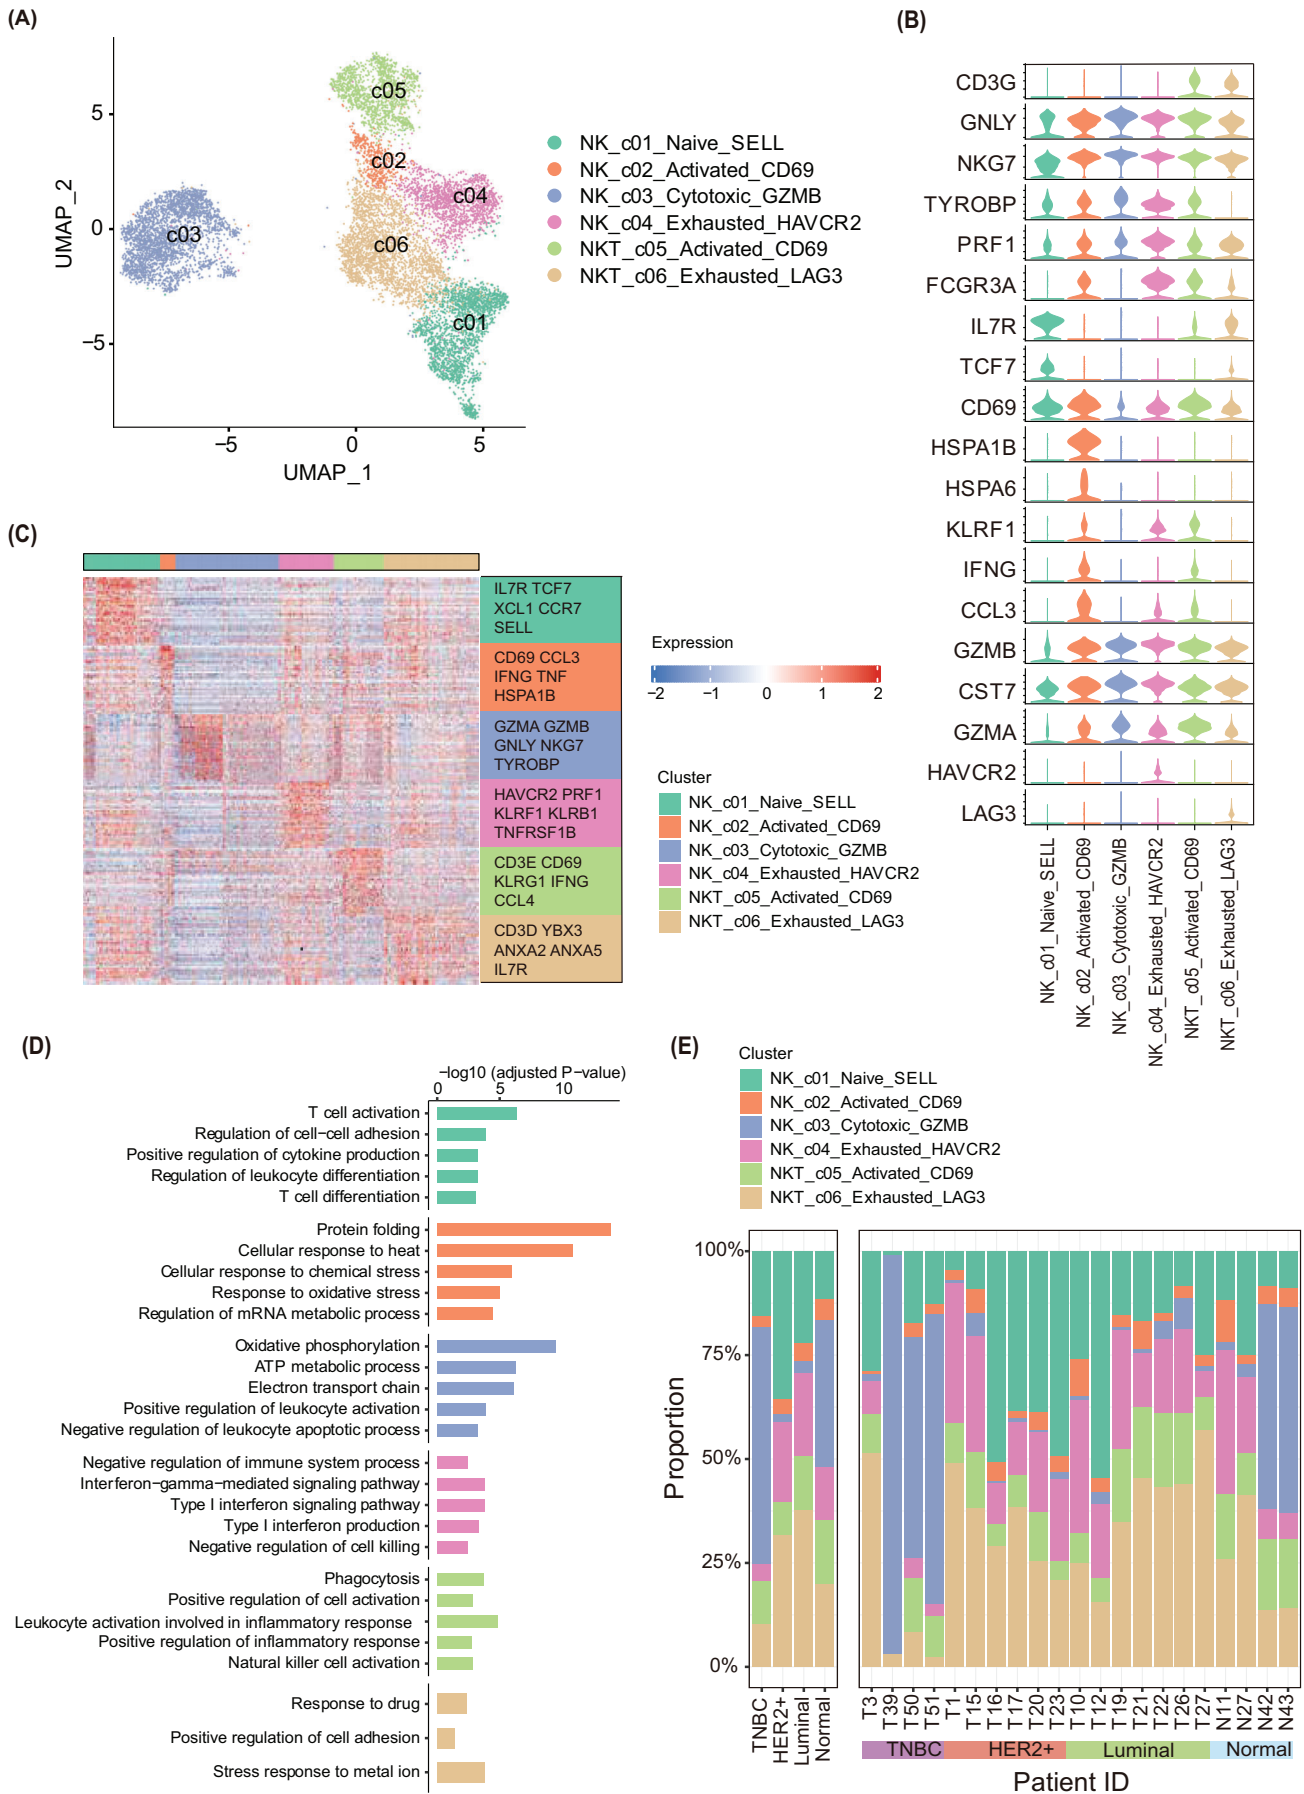 (A)
UMAP_2
5
0
−5
c05
c02
c04
c03
c06
c01
−5
0
5
UMAP_1
NK_c01_Naive_SELL
NK_c02_Activated_CD69
NK_c03_Cytotoxic_GZMB
NK_c04_Exhausted_HAVCR2
NKT_c05_Activated_CD69
NKT_c06_Exhausted_LAG3
(B)
CD3G
GNLY
NKG7
TYROBP
PRF1
FCGR3A
IL7R
TCF7
CD69
HSPA1B
HSPA6
KLRF1
IFNG
CCL3
GZMB
CST7
GZMA
HAVCR2
LAG3
NK_c01_Naive_SELL
NK_c02_Activated_CD69
NK_c03_Cytotoxic_GZMB
NK_c04_Exhausted_HAVCR2
NKT_c05_Activated_CD69
NKT_c06_Exhausted_LAG3
(C)
IL7R TCF7
XCL1 CCR7
SELL
CD69 CCL3
IFNG TNF
HSPA1B
GZMA GZMB
GNLY NKG7
TYROBP
HAVCR2 PRF1
KLRF1 KLRB1
TNFRSF1B
CD3E CD69
KLRG1 IFNG
CCL4
CD3D YBX3
ANXA2 ANXA5
IL7R
Expression
−2 −1 0 1 2
Cluster
NK_c01_Naive_SELL
NK_c02_Activated_CD69
NK_c03_Cytotoxic_GZMB
NK_c04_Exhausted_HAVCR2
NKT_c05_Activated_CD69
NKT_c06_Exhausted_LAG3
(D)
−log10 (adjusted P−value)
0 5 10
T cell activation
Regulation of cell−cell adhesion
Positive regulation of cytokine production
Regulation of leukocyte differentiation
T cell differentiation
Protein folding
Cellular response to heat
Cellular response to chemical stress
Response to oxidative stress
Regulation of mRNA metabolic process
Oxidative phosphorylation
ATP metabolic process
Electron transport chain
Positive regulation of leukocyte activation
Negative regulation of leukocyte apoptotic process
Negative regulation of immune system process
Interferon-gamma-mediated signaling pathway
Type I interferon signaling pathway
Type I interferon production
Negative regulation of cell killing
Phagocytosis
Positive regulation of cell activation
Leukocyte activation involved in inflammatory response
Positive regulation of inflammatory response
Natural killer cell activation
Response to drug
Positive regulation of cell adhesion
Stress response to metal ion
(E)
Cluster
NK_c01_Naive_SELL
NK_c02_Activated_CD69
NK_c03_Cytotoxic_GZMB
NK_c04_Exhausted_HAVCR2
NKT_c05_Activated_CD69
NKT_c06_Exhausted_LAG3
Proportion
100%
75%
50%
25%
0%
TNBC
HER2+
Luminal
Normal
T3
T39
T50
T51
T1
T15
T16
T17
T20
T23
T10
T12
T19
T21
T22
T26
T27
N11
N27
N42
N43
TNBC HER2+ Luminal Normal
Patient ID